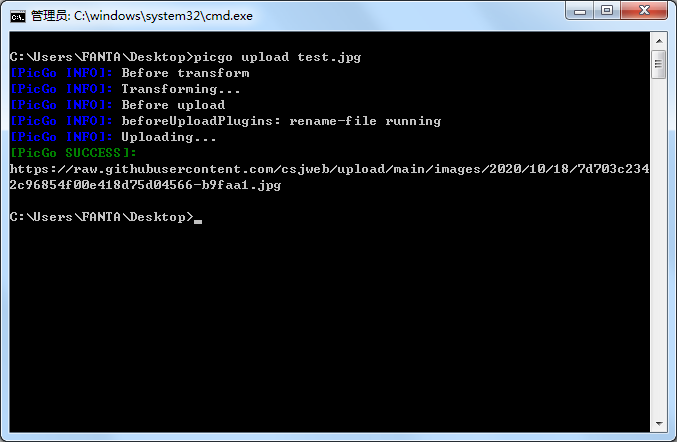 管理员: C:\windows\system32\cmd.exe
C:\Users\FANTA\Desktop>picgo upload test.jpg
[PicGo INFO]: Before transform
[PicGo INFO]: Transforming...
[PicGo INFO]: Before upload
[PicGo INFO]: beforeUploadPlugins: rename-file running
[PicGo INFO]: Uploading...
[PicGo SUCCESS]:
https://raw.githubusercontent.com/csjweb/upload/main/images/2020/10/18/7d703c234
2c96854f00e418d75d04566-b9faa1.jpg
C:\Users\FANTA\Desktop>_